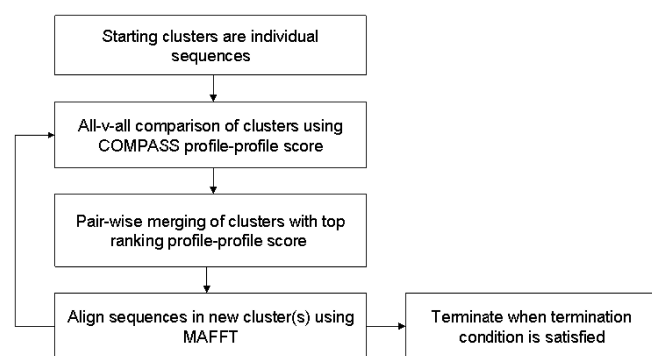 Starting clusters are individual
sequences
All-v-all comparison of clusters using
COMPASS profile-profile score
Pair-wise merging of clusters with top
ranking profile-profile score
Align sequences in new cluster(s) using
MAFFT
Terminate when termination
condition is satisfied